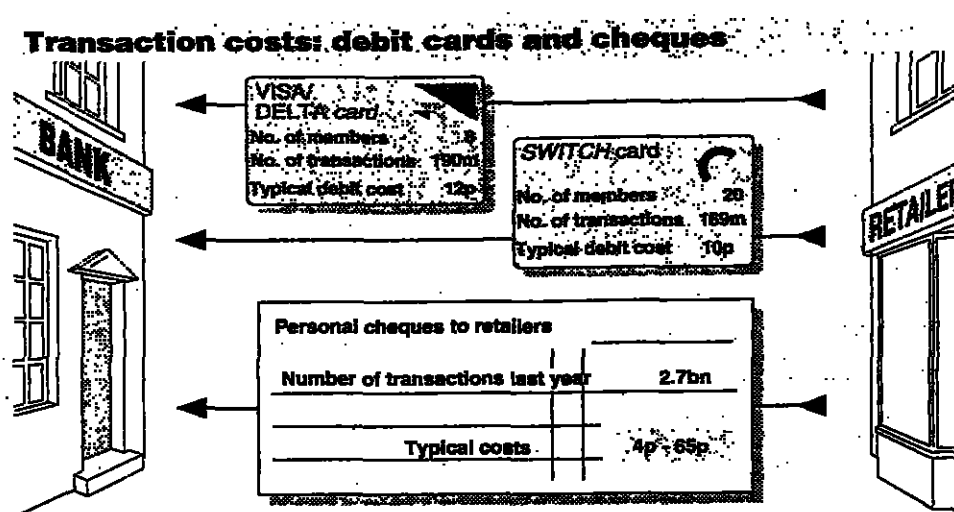 Transaction costs: debit cards and cheques
BANK
VISA/
DELTA card
No. of members 8
No. of transactions 190m
Typical debit cost 12p
SWITCH card
No. of members 20
No. of transactions 169m
Typical debit cost 10p
RETAILER
Personal cheques to retailers
Number of transactions last year 2.7bn
Typical costs 4p - 65p